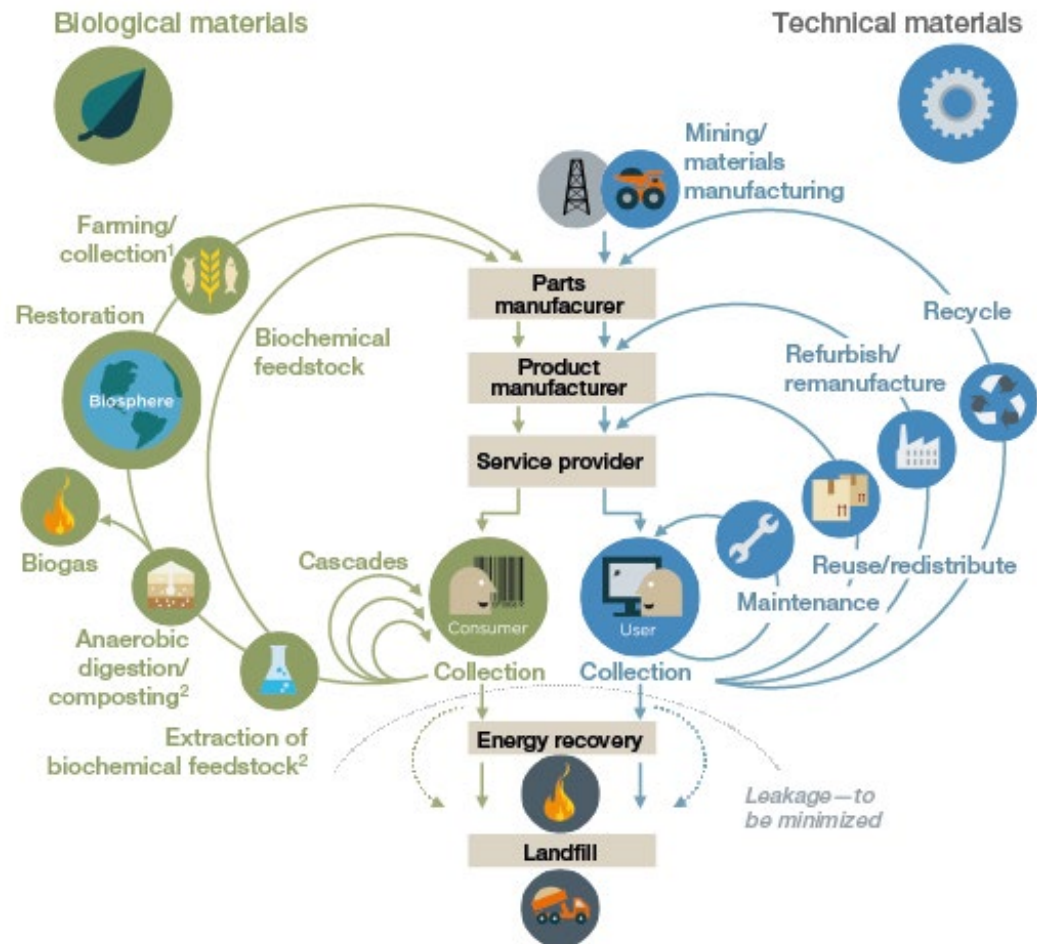 Biological materials
Technical materials
Mining/
materials
manufacturing
Farming/
collection¹
Restoration
Biosphere
Biochemical
feedstock
Parts
manufacurer
Product
manufacturer
Service provider
Recycle
Refurbish/
remanufacture
Reuse/redistribute
Maintenance
Biogas
Cascades
Anaerobic
digestion/
composting²
Extraction of
biochemical feedstock²
Consumer
User
Collection
Collection
Energy recovery
Leakage—to
be minimized
Landfill